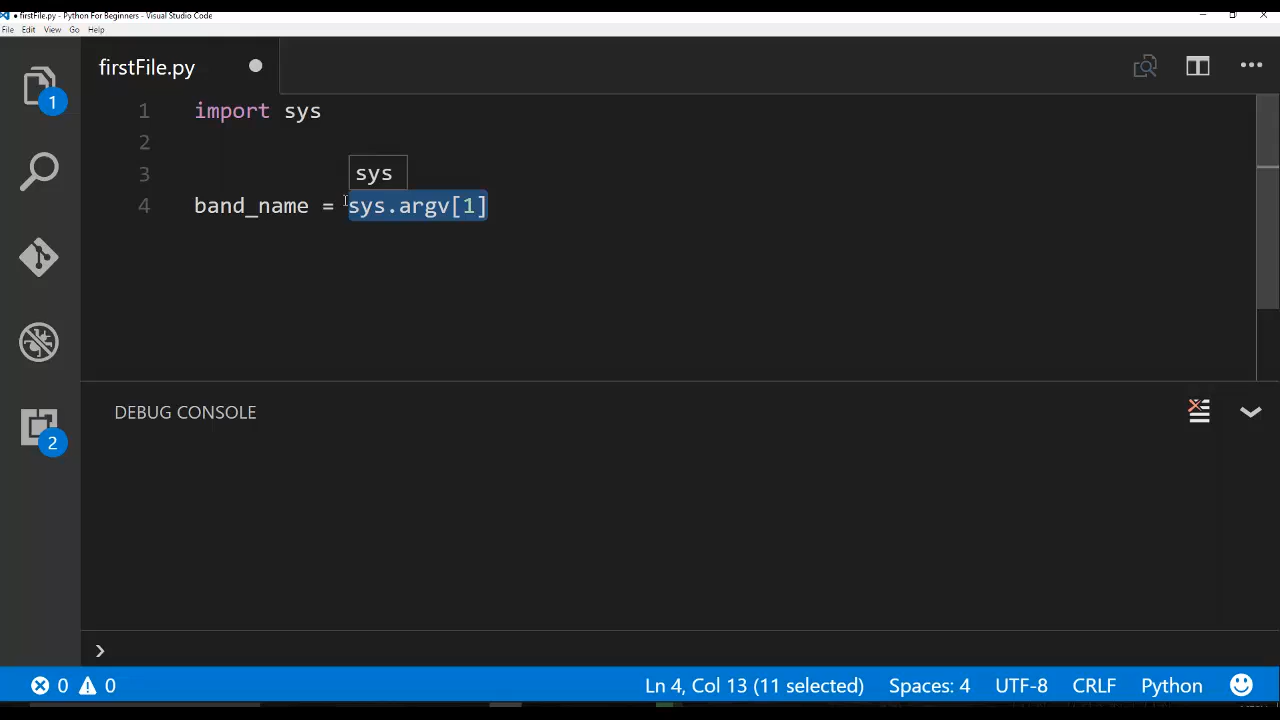 firstFile.py - Python For Beginners - Visual Studio Code
File Edit View Go Help
firstFile.py
1 import sys
2
3
sys
4 band_name = sys.argv[1]
1
2
DEBUG CONSOLE
0 0 Ln 4, Col 13 (11 selected) Spaces: 4 UTF-8 CRLF Python